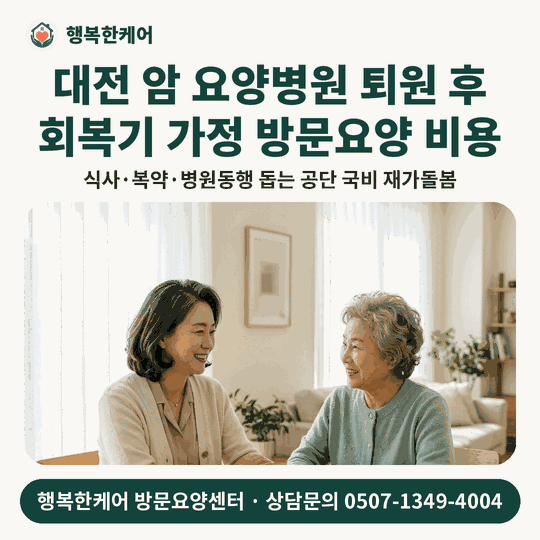 행복한케어
대전 암 요양병원 퇴원 후
회복기 가정 방문요양 비용
식사·복약·병원동행 돕는 공단 국비 재가돌봄
행복한케어 방문요양센터 · 상담문의 0507-1349-4004